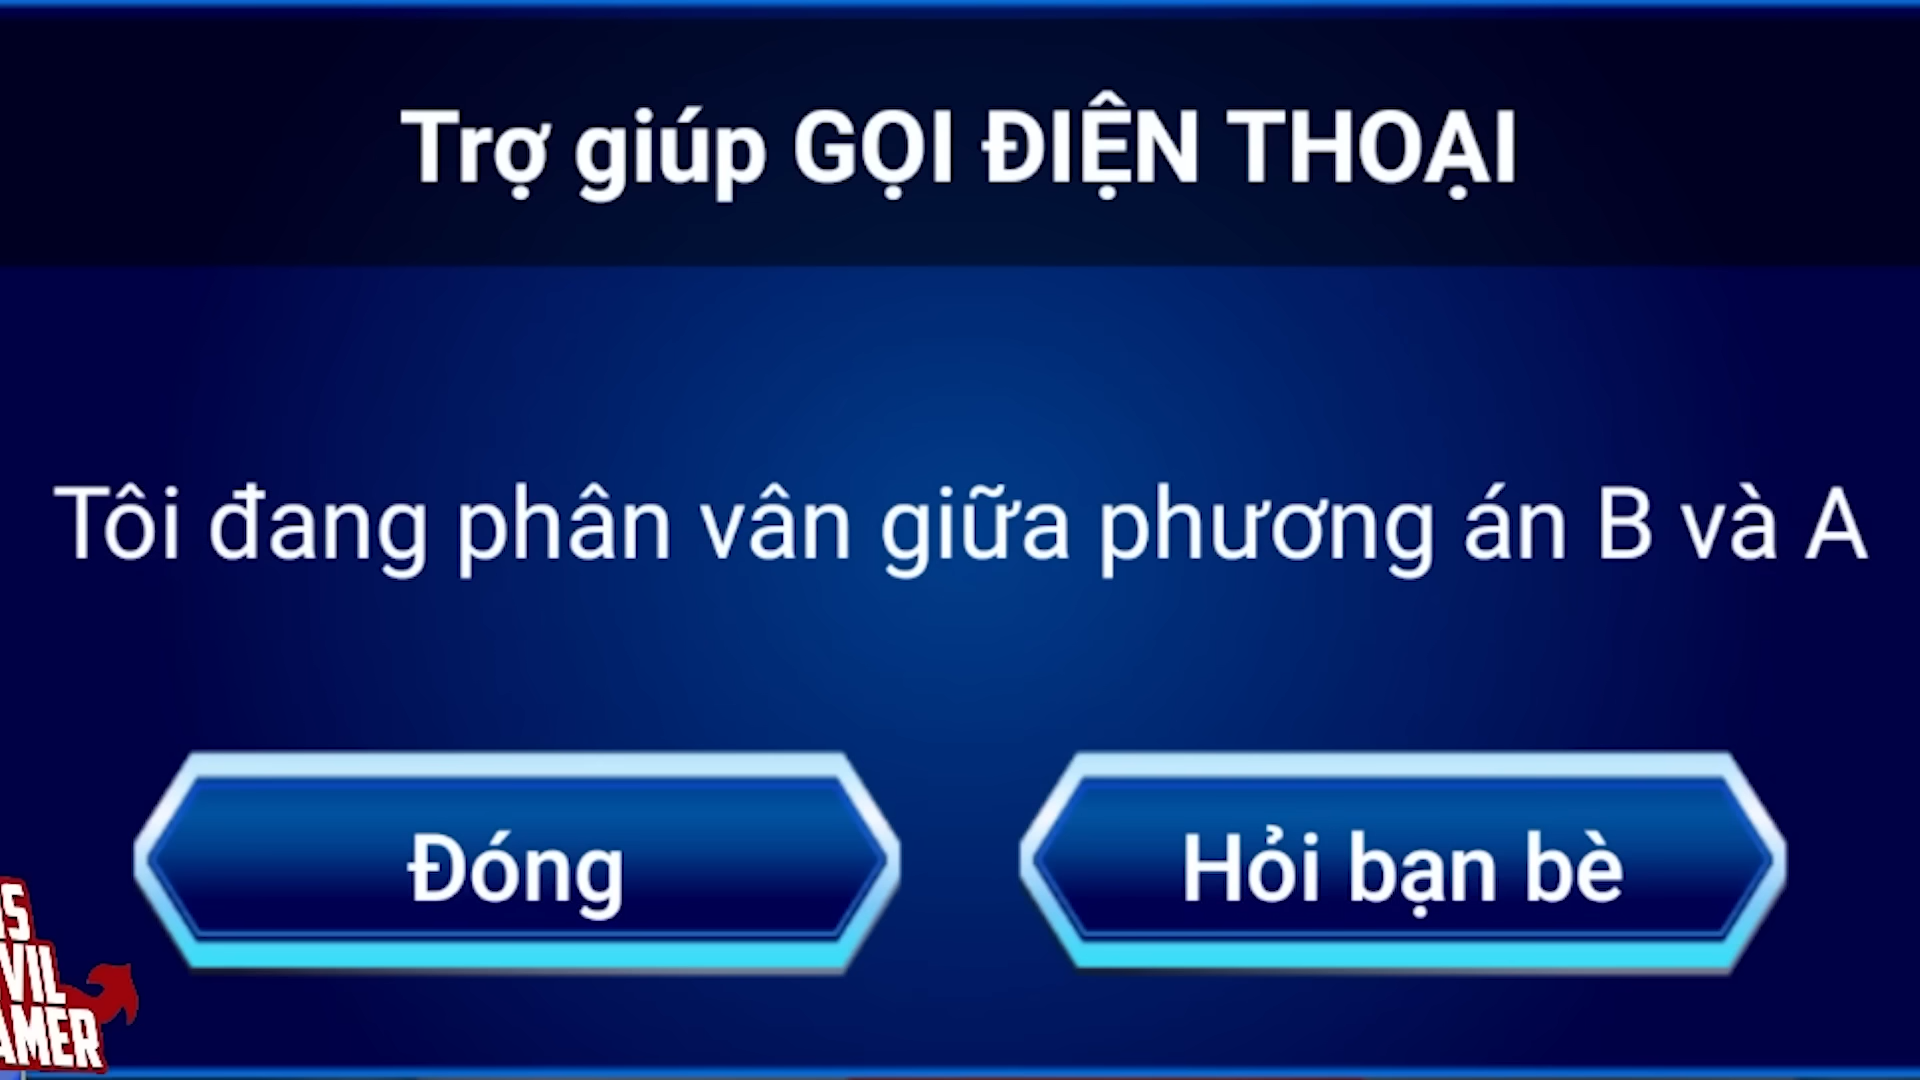 Trợ giúp GỌI ĐIỆN THOẠI
Tôi đang phân vân giữa phương án B và A
Đóng
Hỏi bạn bè